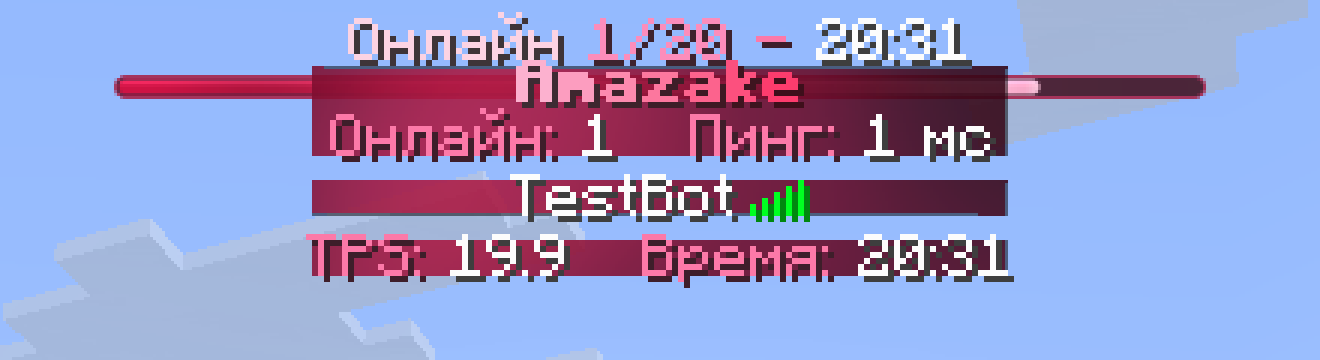 Онлайн 1/20 - 20:31
Amazake
Онлайн: 1 Пинг: 1 мс
TestBot
TPS: 19.9 Время: 20:31